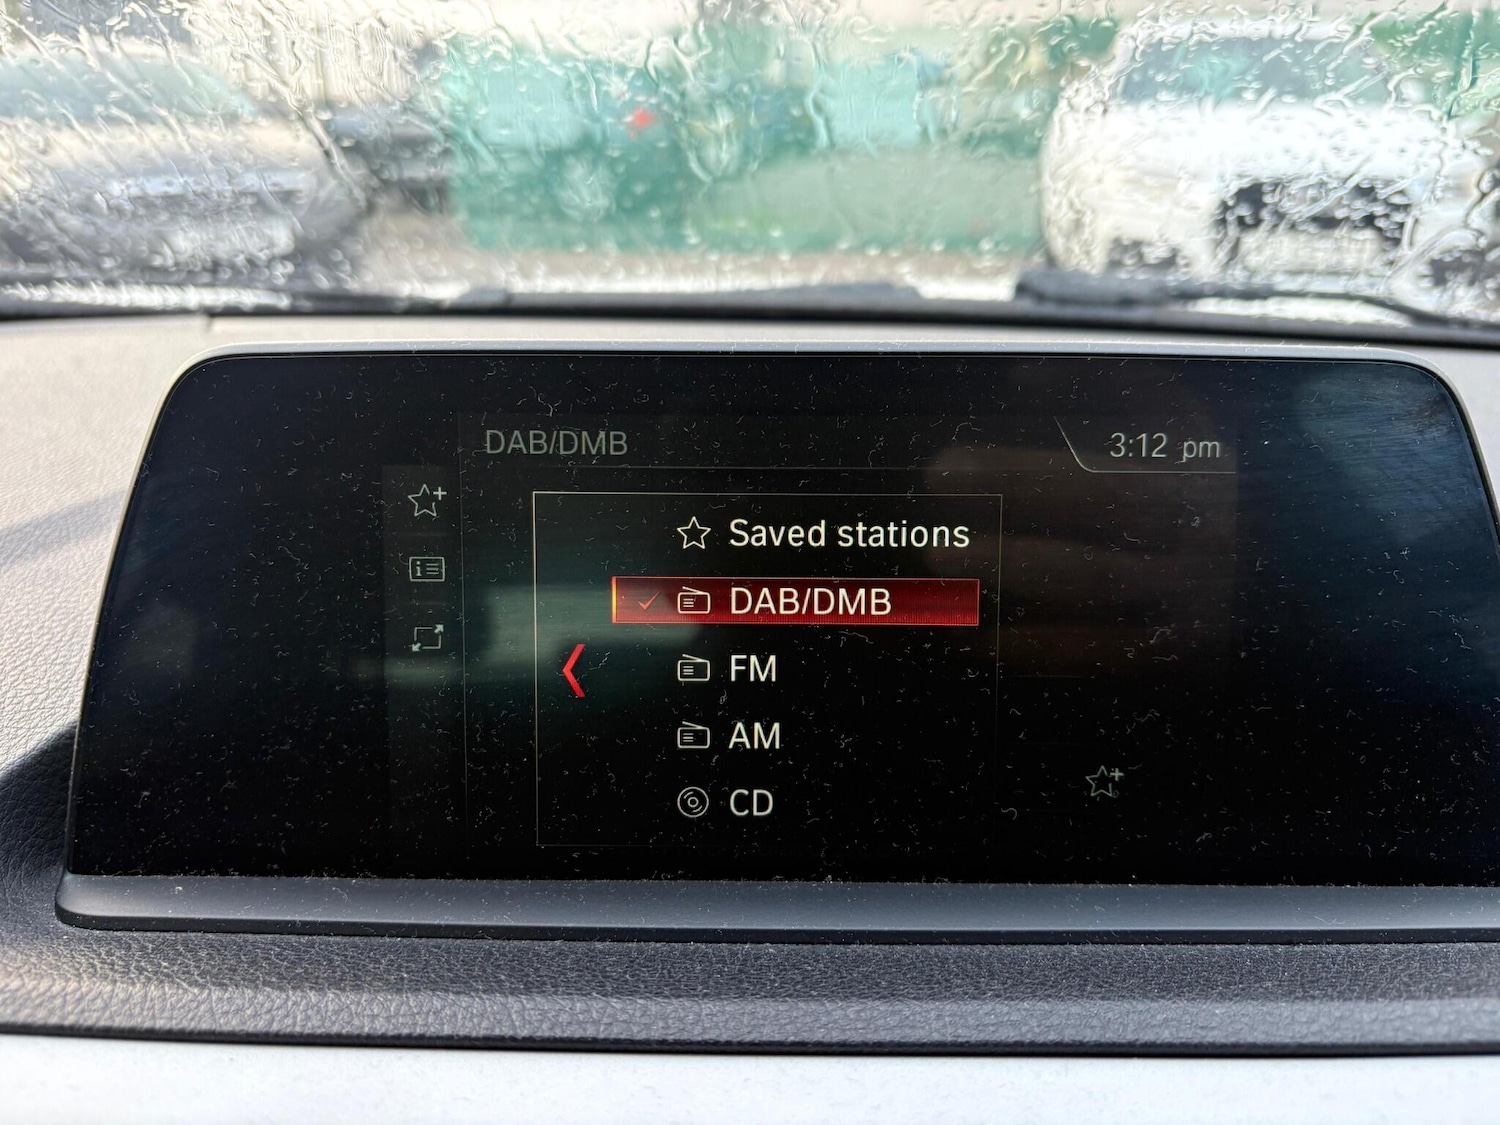 DAB/DMB
3:12 pm
Saved stations
DAB/DMB
FM
AM
CD